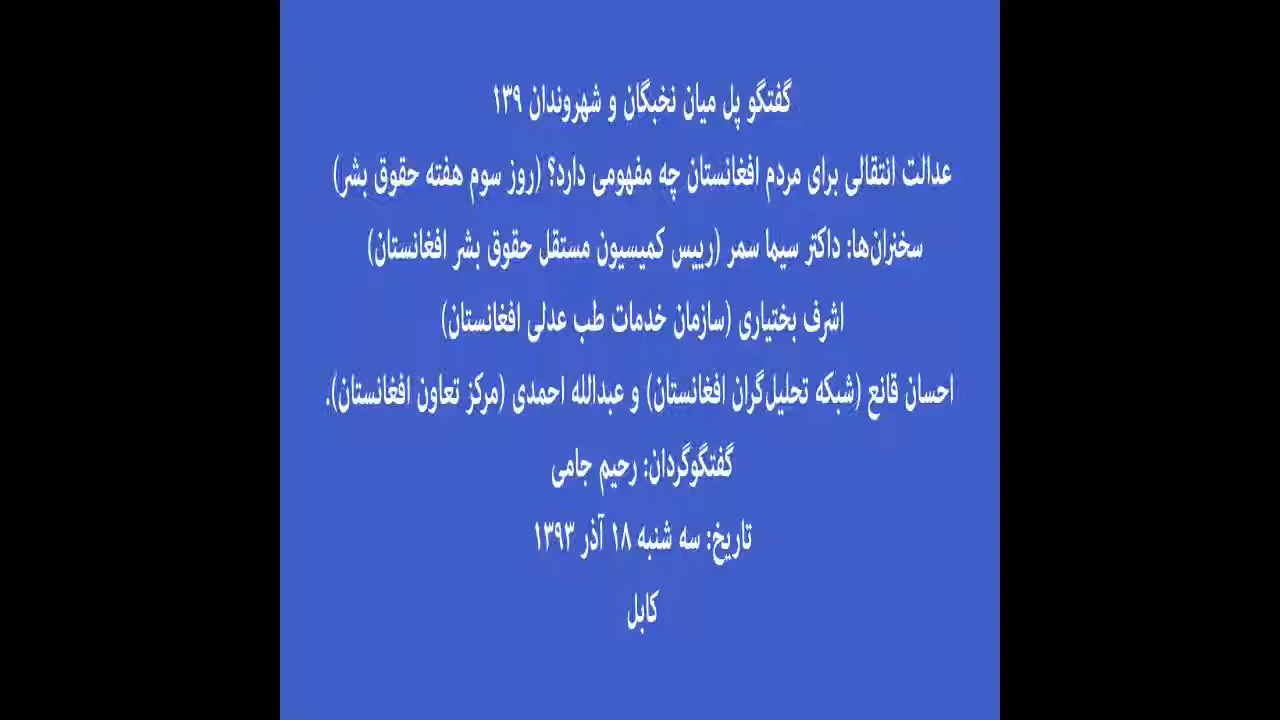 گفتگو پل میان نخبگان و شهروندان ۱۳۹
عدالت انتقالی برای مردم افغانستان چه مفهومی دارد؟ (روز سوم هفته حقوق بشر)
سخنران‌ها: داکتر سیما سمر (رییس کمیسیون مستقل حقوق بشر افغانستان)
اشرف بختیاری (سازمان خدمات طب عدلی افغانستان)
احسان قانع (شبکه تحلیل‌گران افغانستان) و عبدالله احمدی (مرکز تعاون افغانستان).
گفتگوگردان: رحیم جامی
تاریخ: سه شنبه ۱۸ آذر ۱۳۹۳
کابل